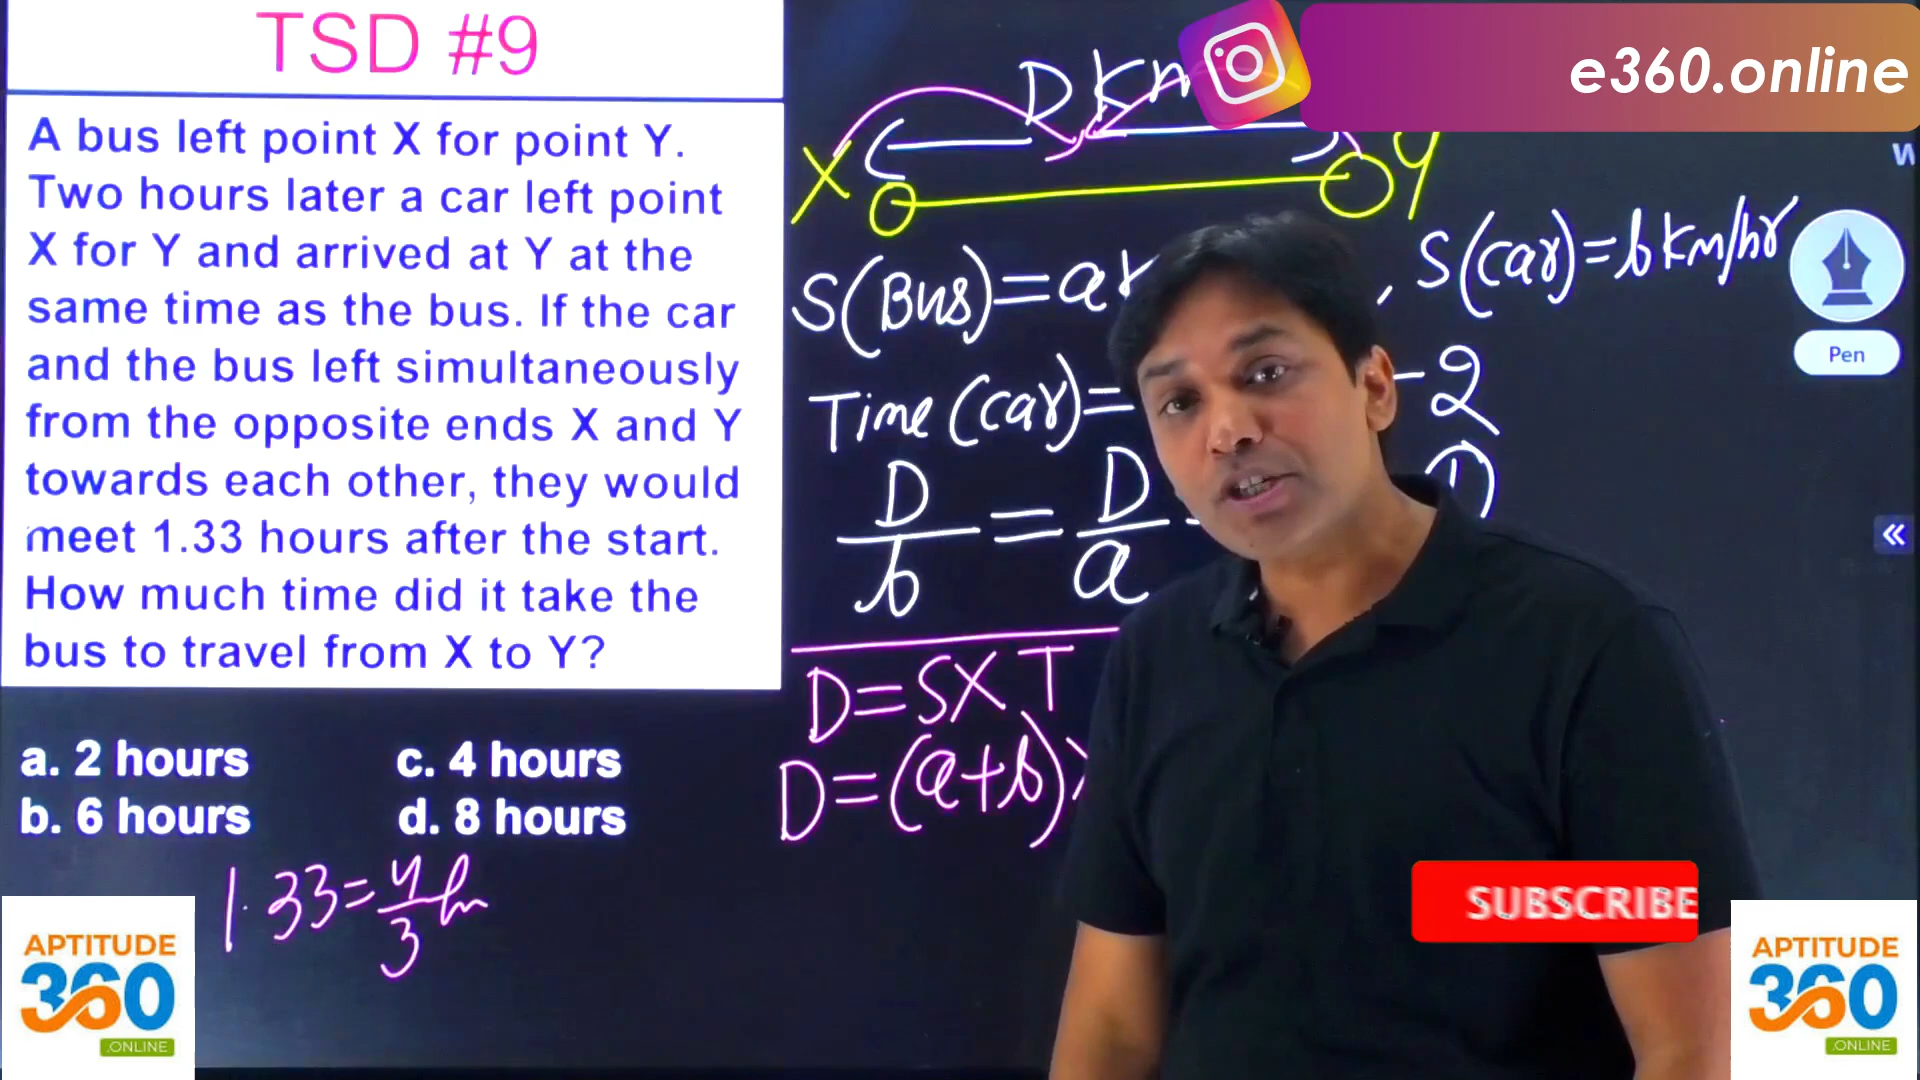 TSD #9
A bus left point X for point Y.
Two hours later a car left point
X for Y and arrived at Y at the
same time as the bus. If the car
and the bus left simultaneously
from the opposite ends X and Y
towards each other, they would
meet 1.33 hours after the start.
How much time did it take the
bus to travel from X to Y?
a. 2 hours
c. 4 hours
b. 6 hours
d. 8 hours
1.33=4/3 h
D Km
X
Y
S(Bus)=a
, S(car)=b km/hr
Time (car)=
-2
D/b = D/a -
D=SXT
D=(a+b)X
e360.online
W
Pen
«
SUBSCRIBE
APTITUDE
360
.ONLINE
APTITUDE
360
.ONLINE